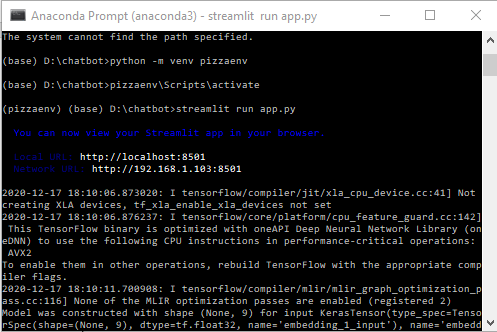 Anaconda Prompt (anaconda3) - streamlit run app.py
The system cannot find the path specified.
(base) D:\chatbot>python -m venv pizzaenv
(base) D:\chatbot>pizzaenv\Scripts\activate
(pizzaenv) (base) D:\chatbot>streamlit run app.py
You can now view your Streamlit app in your browser.
Local URL: http://localhost:8501
Network URL: http://192.168.1.103:8501
2020-12-17 18:10:06.873020: I tensorflow/compiler/jit/xla_cpu_device.cc:41] Not
creating XLA devices, tf_xla_enable_xla_devices not set
2020-12-17 18:10:06.876237: I tensorflow/core/platform/cpu_feature_guard.cc:142]
This TensorFlow binary is optimized with oneAPI Deep Neural Network Library (on
eDNN) to use the following CPU instructions in performance-critical operations:
AVX2
To enable them in other operations, rebuild TensorFlow with the appropriate comp
iler flags.
2020-12-17 18:10:11.700908: I tensorflow/compiler/mlir/mlir_graph_optimization_p
ass.cc:116] None of the MLIR optimization passes are enabled (registered 2)
Model was constructed with shape (None, 9) for input KerasTensor(type_spec=Tenso
rSpec(shape=(None, 9), dtype=tf.float32, name='embedding_1_input'), name='embedd